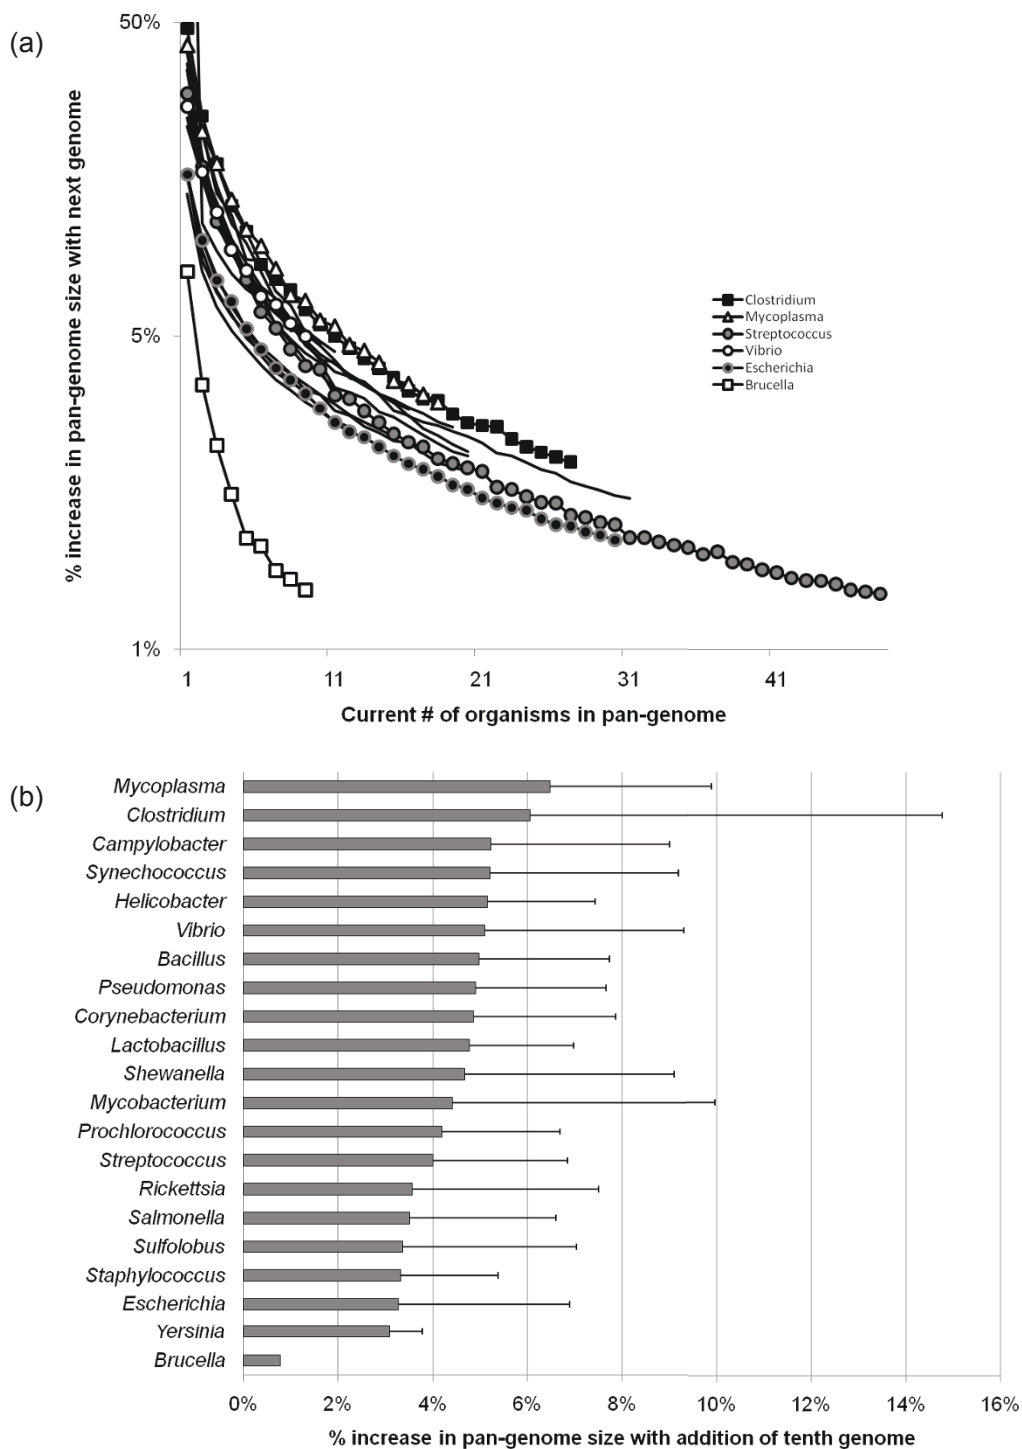 (a)
50%
5%
1%
% increase in pan-genome size with next genome
Clostridium
Mycoplasma
Streptococcus
Vibrio
Escherichia
Brucella
1 11 21 31 41
Current # of organisms in pan-genome
(b)
Mycoplasma
Clostridium
Campylobacter
Synechococcus
Helicobacter
Vibrio
Bacillus
Pseudomonas
Corynebacterium
Lactobacillus
Shewanella
Mycobacterium
Prochlorococcus
Streptococcus
Rickettsia
Salmonella
Sulfolobus
Staphylococcus
Escherichia
Yersinia
Brucella
0% 2% 4% 6% 8% 10% 12% 14% 16%
% increase in pan-genome size with addition of tenth genome